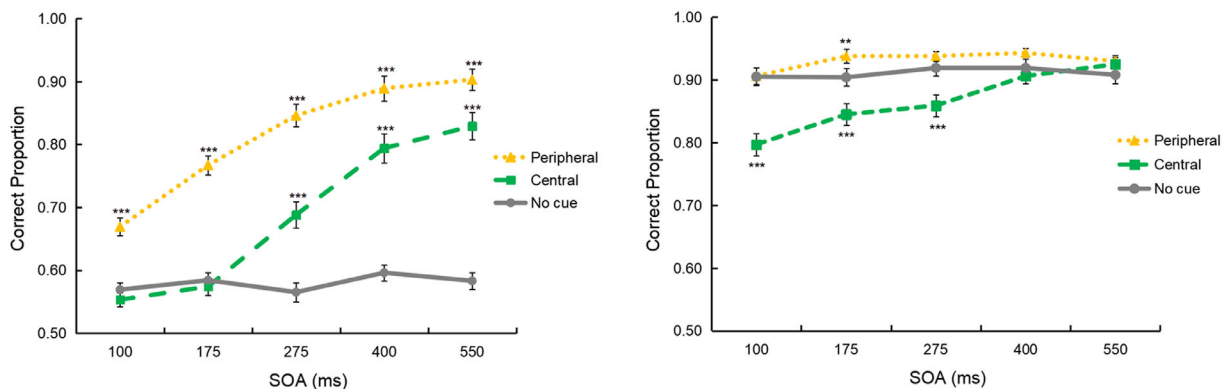 1.00
0.90
0.80
0.70
0.60
0.50
Correct Proportion
***
***
***
***
***
***
***
***
Peripheral
Central
No cue
100 175 275 400 550
SOA (ms)
1.00
0.90
0.80
0.70
0.60
0.50
Correct Proportion
**
***
***
***
Peripheral
Central
No cue
100 175 275 400 550
SOA (ms)